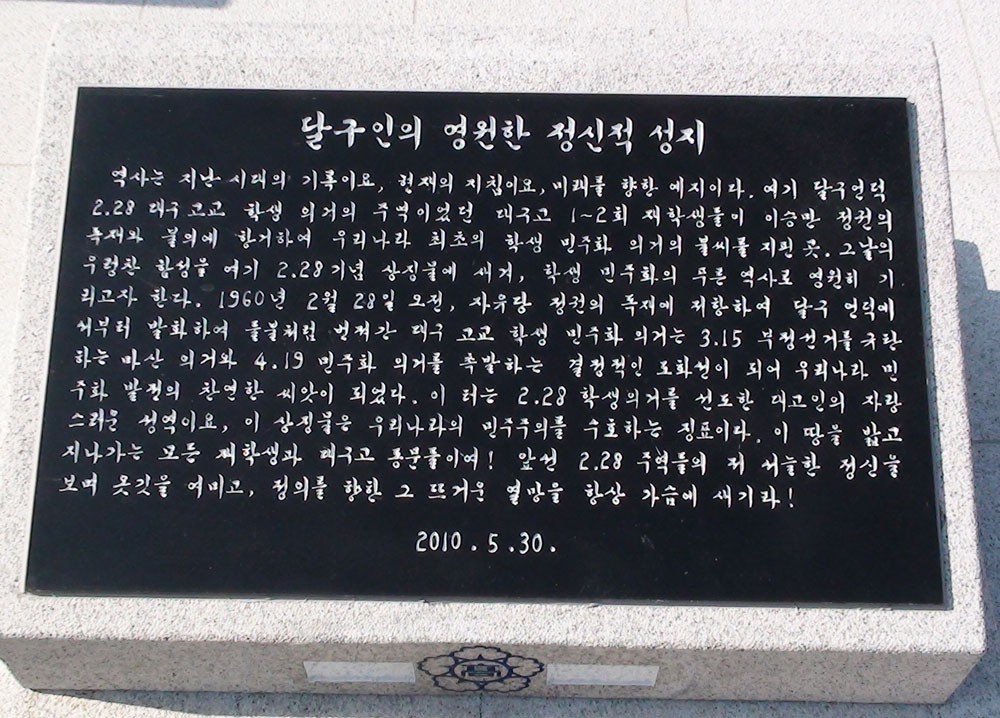 달구인의 영원한 정신적 성지
역사는 지난 시대의 기록이요, 현재의 지침이요, 미래를 향한 예지이다. 여기 달구언덕
2.28 대구고교 학생 의거의 주역이었던 대구고 1~2회 재학생들이 이승만 정권의
독재와 불의에 항거하여 우리나라 최초의 학생 민주화 의거의 불씨를 지핀 곳. 그날의
우렁찬 함성을 여기 2.28기념 상징물에 새겨, 학생 민주화의 푸른 역사로 영원히 기
리고자 한다. 1960년 2월 28일 오전, 자유당 정권의 독재에 저항하여 달구 언덕에
서부터 발화하여 들불처럼 번져간 대구 고교 학생 민주화 의거는 3.15 부정선거를 규탄
하는 마산 의거와 4.19 민주화 의거를 촉발하는 결정적인 도화선이 되어 우리나라 민
주화 발전의 찬연한 씨앗이 되었다. 이 터는 2.28 학생의거를 선도한 대고인의 자랑
스러운 성역이요, 이 상징물은 우리나라의 민주주의를 수호하는 징표이다. 이 땅을 밟고
지나가는 모든 재학생과 대구고 동문들이여! 앞선 2.28 주역들의 저 서늘한 정신을
보며 옷깃을 여미고, 정의를 향한 그 뜨거운 열망을 항상 가슴에 새기라!
2010.5.30.